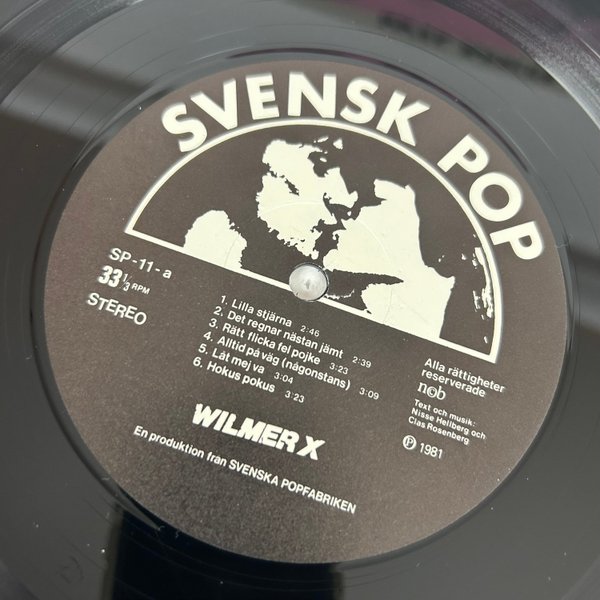 SVENSK POP
SP-11-a
33 1/3 RPM
STEREO
1. Lilla stjärna 2:46
2. Det regnar nästan jämt 2:39
3. Rätt flicka fel pojke 3:23
4. Alltid på väg (någonstans) 3:09
5. Låt mej va 3:04
6. Hokus pokus 3:23
Alla rättigheter
reserverade
ncb
Text och musik:
Nisse Hellberg och
Clas Rosenberg
℗ 1981
WILMER X
En produktion från SVENSKA POPFABRIKEN